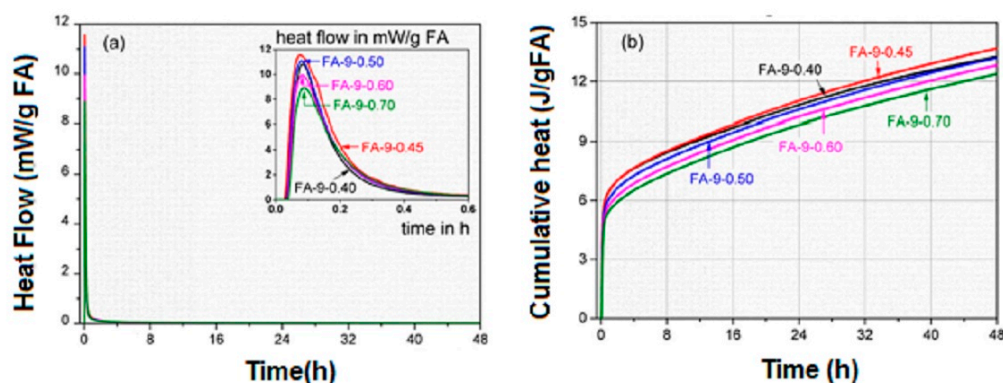 (a)
heat flow in mW/g FA
12
10
8
6
4
2
0
FA-9-0.50
FA-9-0.60
FA-9-0.70
FA-9-0.45
FA-9-0.40
0.0 0.2 0.4 0.6
time in h
Heat Flow (mW/g FA)
12
10
8
6
4
2
0
0 8 16 24 32 40 48
Time(h)
(b)
Cumulative heat (J/gFA)
15
12
9
6
3
0
FA-9-0.45
FA-9-0.40
FA-9-0.70
FA-9-0.60
FA-9-0.50
0 8 16 24 40 48
Time (h)